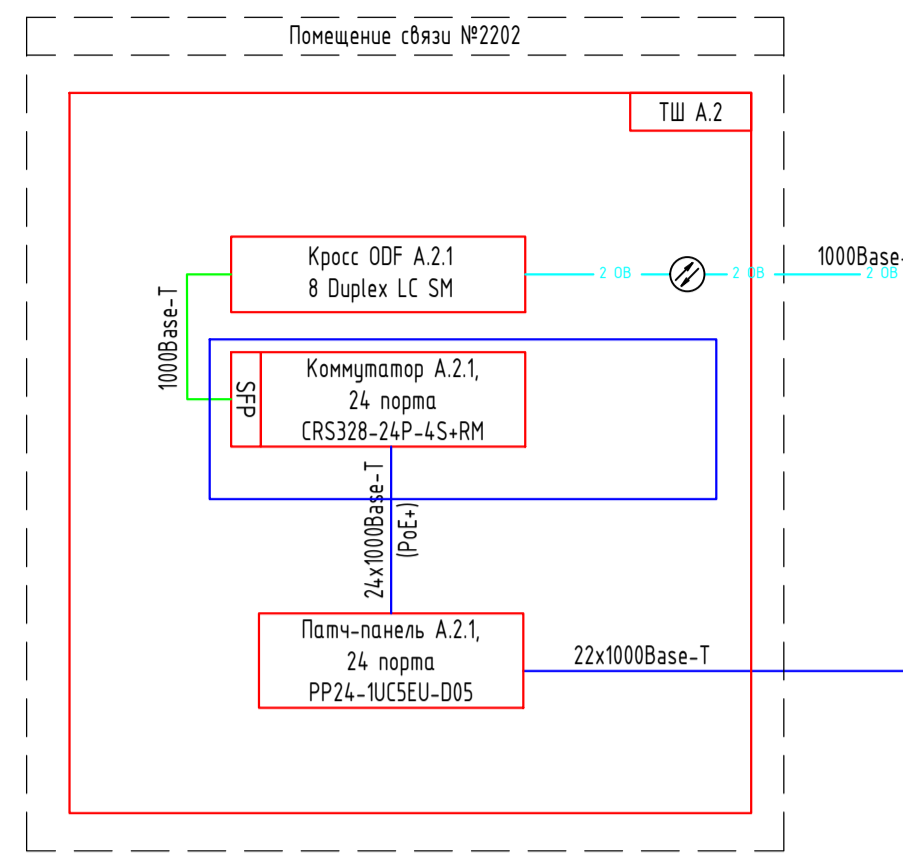 Помещение связи №2202
ТШ А.2
Кросс ODF А.2.1
8 Duplex LC SM
2 ОВ
2 ОВ
1000Base-
2 ОВ
1000Base-T
SFP
Коммутатор А.2.1,
24 порта
CRS328-24P-4S+RM
24x1000Base-T
(PoE+)
Патч-панель А.2.1,
24 порта
PP24-1UC5EU-D05
22x1000Base-T